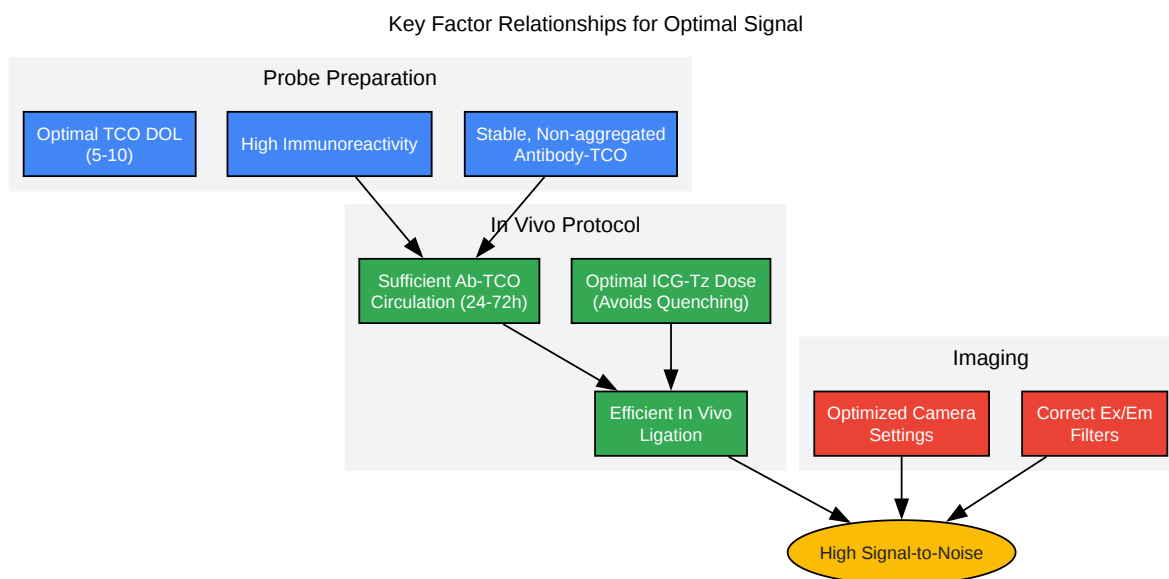 Key Factor Relationships for Optimal Signal
Probe Preparation
Optimal TCO DOL
(5-10)
High Immunoreactivity
Stable, Non-aggregated
Antibody-TCO
In Vivo Protocol
Sufficient Ab-TCO
Circulation (24-72h)
Optimal ICG-Tz Dose
(Avoids Quenching)
Efficient In Vivo
Ligation
Imaging
Optimized Camera
Settings
Correct Ex/Em
Filters
High Signal-to-Noise